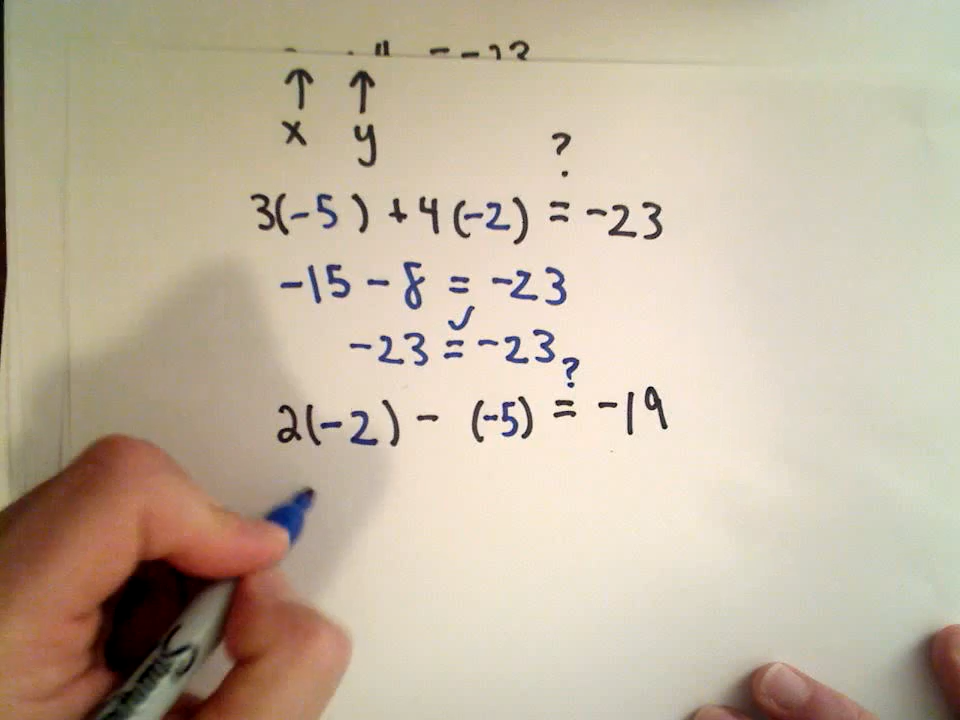 ↑ ↑
x y
?
3(-5) + 4(-2) = -23
-15 - 8 = -23
✓
-23 = -23
?
2(-2) - (-5) = -19